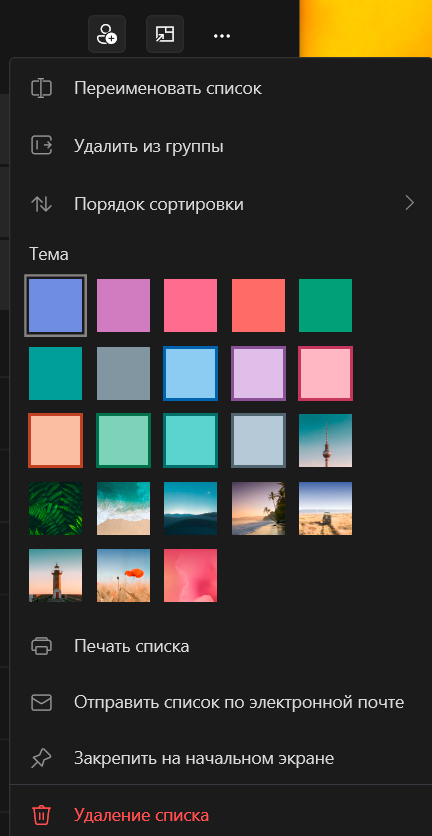 Переименовать список
Удалить из группы
Порядок сортировки
Тема
Печать списка
Отправить список по электронной почте
Закрепить на начальном экране
Удаление списка